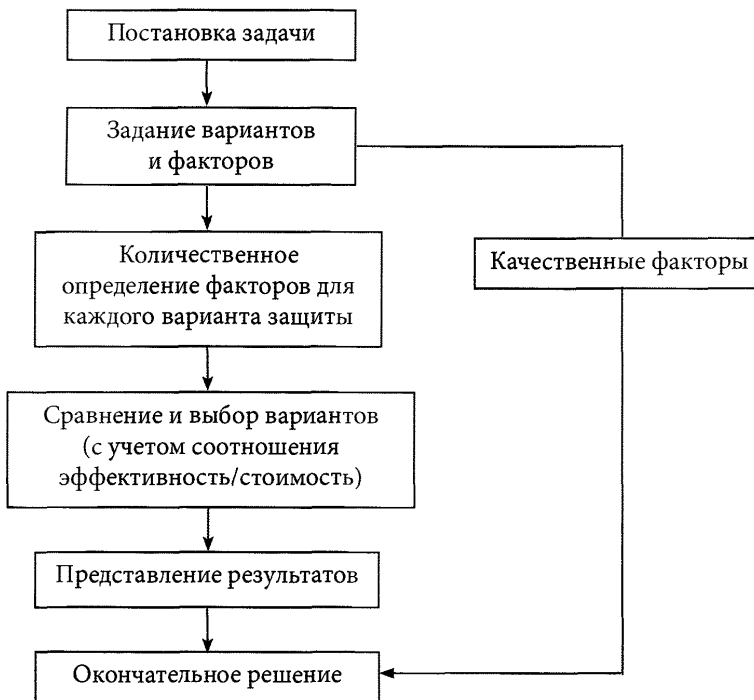 Постановка задачи
Задание вариантов
и факторов
Количественное
определение факторов для
каждого варианта защиты
Качественные факторы
Сравнение и выбор вариантов
(с учетом соотношения
эффективность/стоимость)
Представление результатов
Окончательное решение